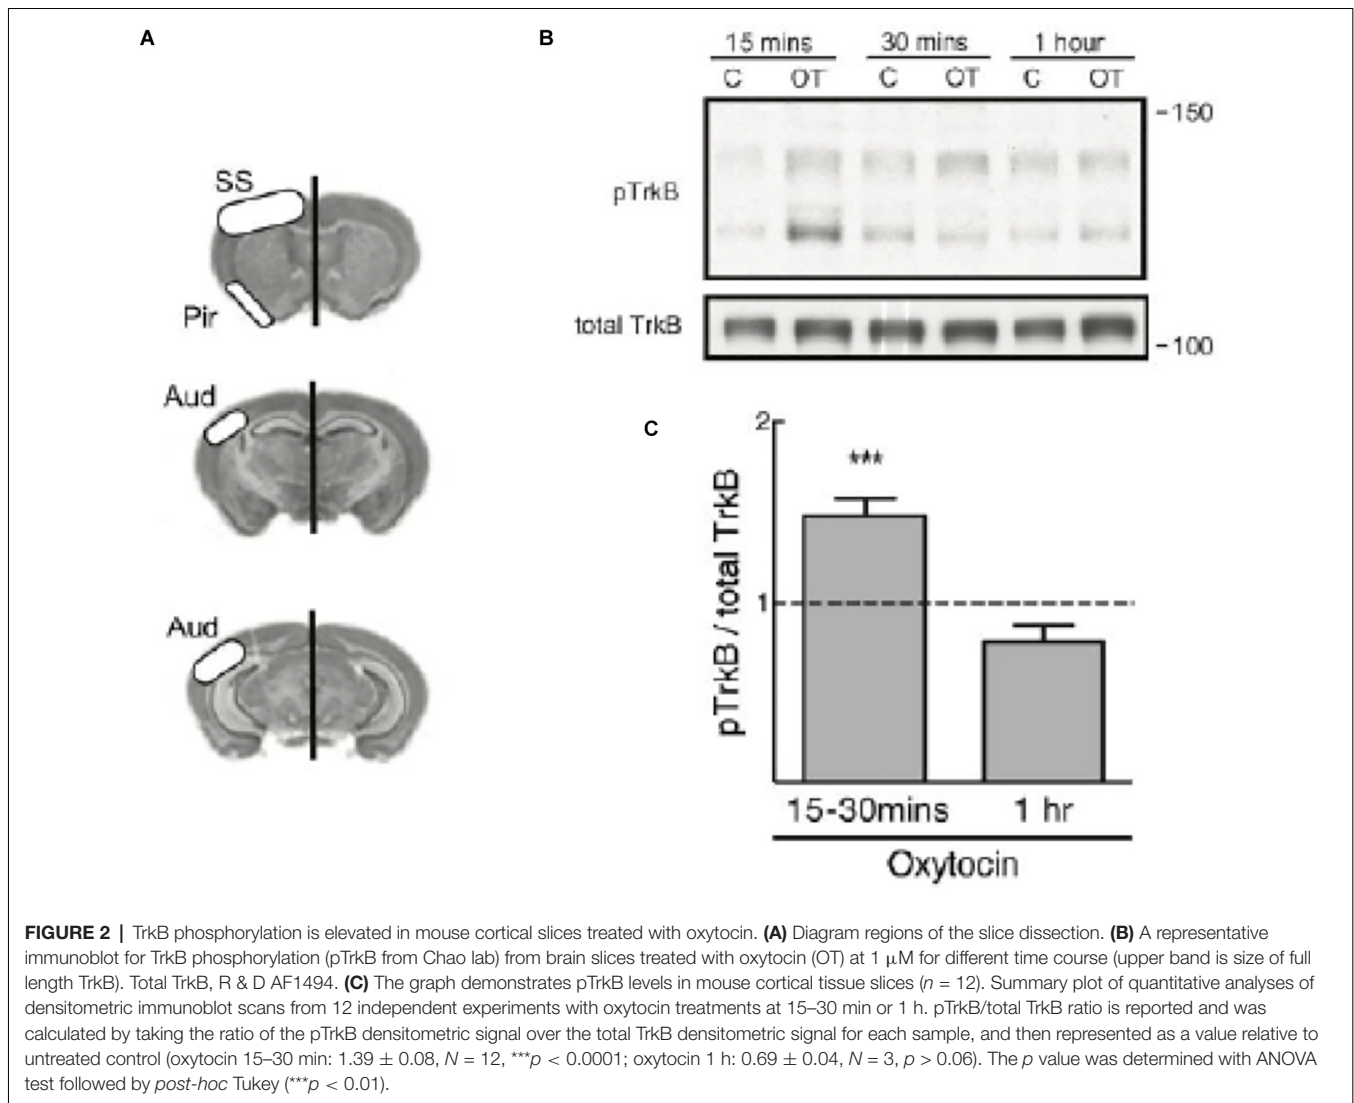 A
SS
Pir
Aud
Aud
B
15 mins 30 mins 1 hour
C OT C OT C OT
-150
pTrkB
total TrkB
-100
C
2
***
1
pTrkB / total TrkB
15-30mins 1 hr
Oxytocin
FIGURE 2 | TrkB phosphorylation is elevated in mouse cortical slices treated with oxytocin. (A) Diagram regions of the slice dissection. (B) A representative
immunoblot for TrkB phosphorylation (pTrkB from Chao lab) from brain slices treated with oxytocin (OT) at 1 μM for different time course (upper band is size of full
length TrkB). Total TrkB, R & D AF1494. (C) The graph demonstrates pTrkB levels in mouse cortical tissue slices (n = 12). Summary plot of quantitative analyses of
densitometric immunoblot scans from 12 independent experiments with oxytocin treatments at 15–30 min or 1 h. pTrkB/total TrkB ratio is reported and was
calculated by taking the ratio of the pTrkB densitometric signal over the total TrkB densitometric signal for each sample, and then represented as a value relative to
untreated control (oxytocin 15–30 min: 1.39 ± 0.08, N = 12, ***p < 0.0001; oxytocin 1 h: 0.69 ± 0.04, N = 3, p > 0.06). The p value was determined with ANOVA
test followed by post-hoc Tukey (***p < 0.01).